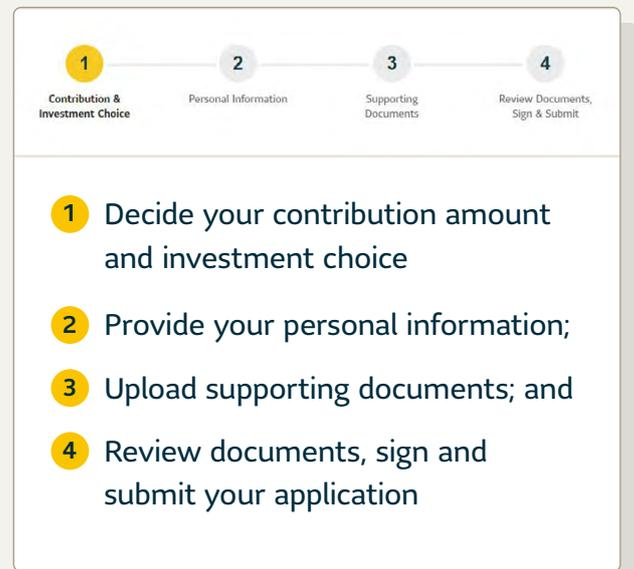 1
2
3
4
Contribution &
Investment Choice
Personal Information
Supporting
Documents
Review Documents,
Sign & Submit
1 Decide your contribution amount
and investment choice
2 Provide your personal information;
3 Upload supporting documents; and
4 Review documents, sign and
submit your application